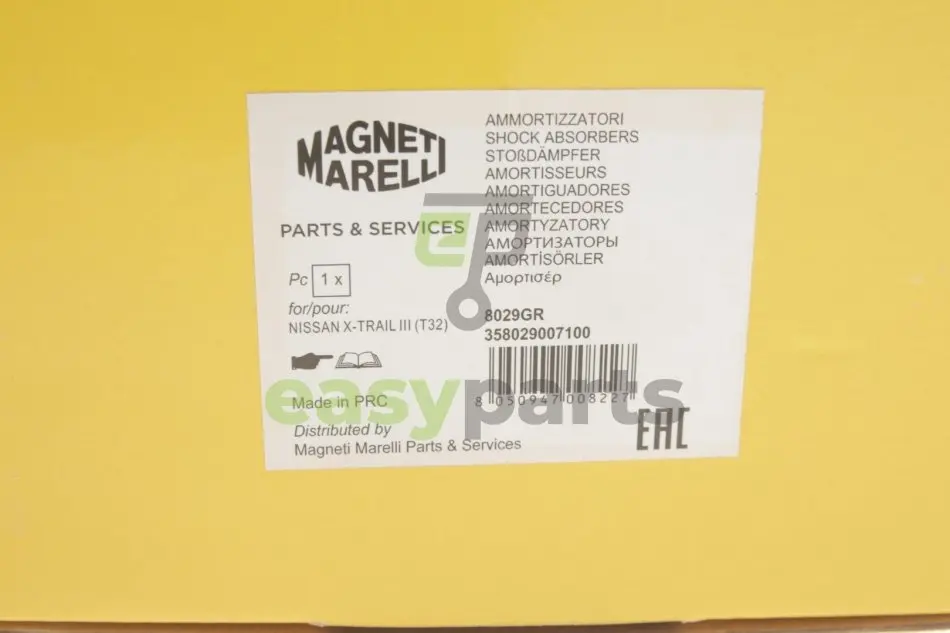 MAGNETI
MARELLI
PARTS & SERVICES
Pc 1 x
for/pour:
NISSAN X-TRAIL III (T32)
Made in PRC
Distributed by
Magneti Marelli Parts & Services
AMMORTIZZATORI
SHOCK ABSORBERS
STOßDÄMPFER
AMORTISSEURS
AMORTIGUADORES
AMORTECEDORES
AMORTYZATORY
АМОРТИЗАТОРЫ
AMORTİSÖRLER
Αμορτισέρ
8029GR
358029007100
8 050947 008227
EAC
easyparts